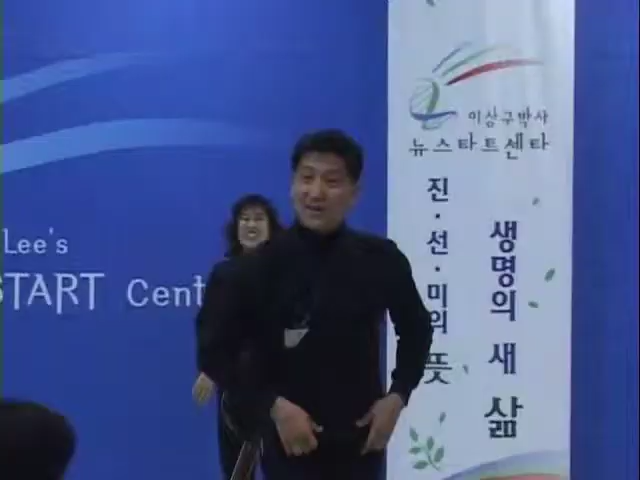 Lee's
START Cent
이상구박사
뉴스타트센타
진·선·미의 뜻
생명의 새 삶